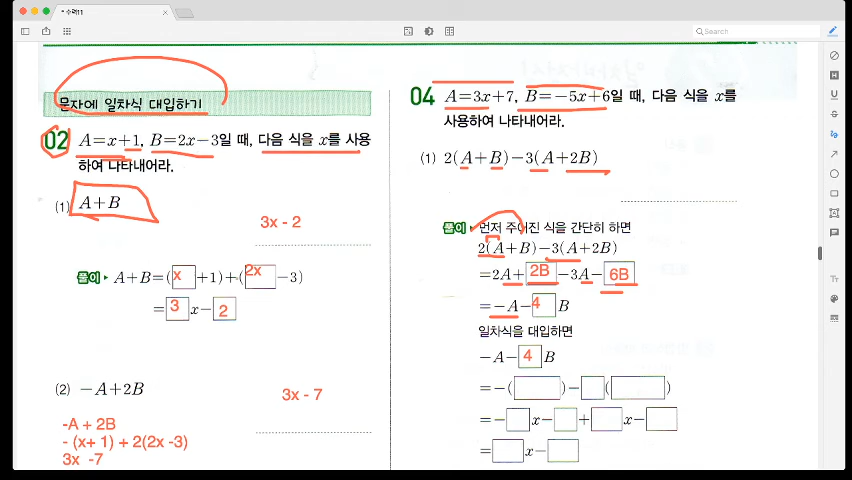 수력11
Search
문자에 일차식 대입하기
02 A=x+1, B=2x−3일 때, 다음 식을 x를 사용
하여 나타내어라.
(1) A+B
3x - 2
풀이 A+B=(x+1)+(2x−3)
=3x−2
(2) −A+2B
3x - 7
-A + 2B
- (x+ 1) + 2(2x -3)
3x -7
04 A=3x+7, B=−5x+6일 때, 다음 식을 x를
사용하여 나타내어라.
(1) 2(A+B)−3(A+2B)
풀이 먼저 주어진 식을 간단히 하면
2(A+B)−3(A+2B)
=2A+2B−3A−6B
=−A−4B
일차식을 대입하면
−A−4B
=−(□)−□(□)
=−□x−□+□x−□
=□x−□